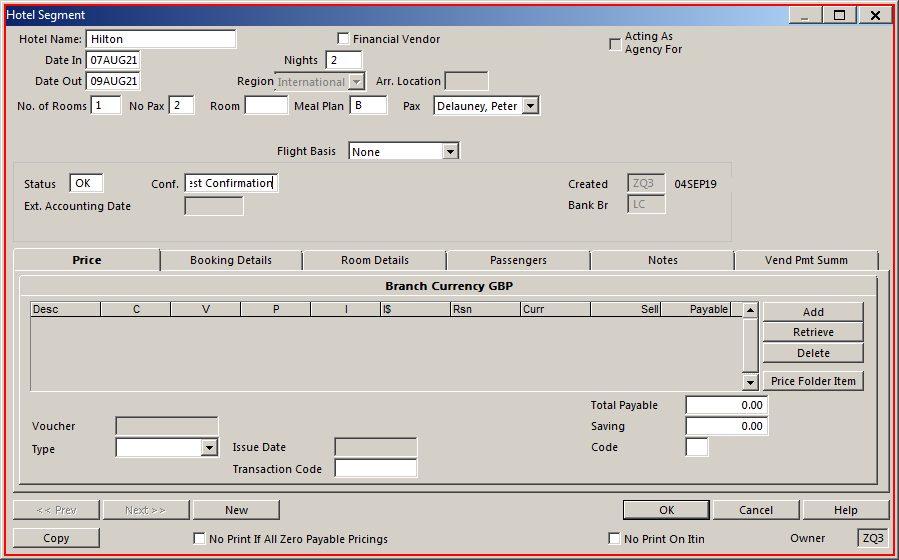 Hotel Segment
Hotel Name: Hilton Financial Vendor Acting As
Agency For
Date In 07AUG21 Nights 2
Date Out 09AUG21 Region International Arr. Location
No. of Rooms 1 No Pax 2 Room Meal Plan B Pax Delauney, Peter
Flight Basis None
Status OK Conf. est Confirmation Created ZQ3 04SEP19
Ext. Accounting Date Bank Br LC
Price Booking Details Room Details Passengers Notes Vend Pmt Summ
Branch Currency GBP
Desc C V P I I$ Rsn Curr Sell Payable
Add
Retrieve
Delete
Price Folder Item
Total Payable 0.00
Voucher Saving 0.00
Type Issue Date Code
Transaction Code
<< Prev Next >> New OK Cancel Help
Copy No Print If All Zero Payable Pricings No Print On Itin Owner ZQ3